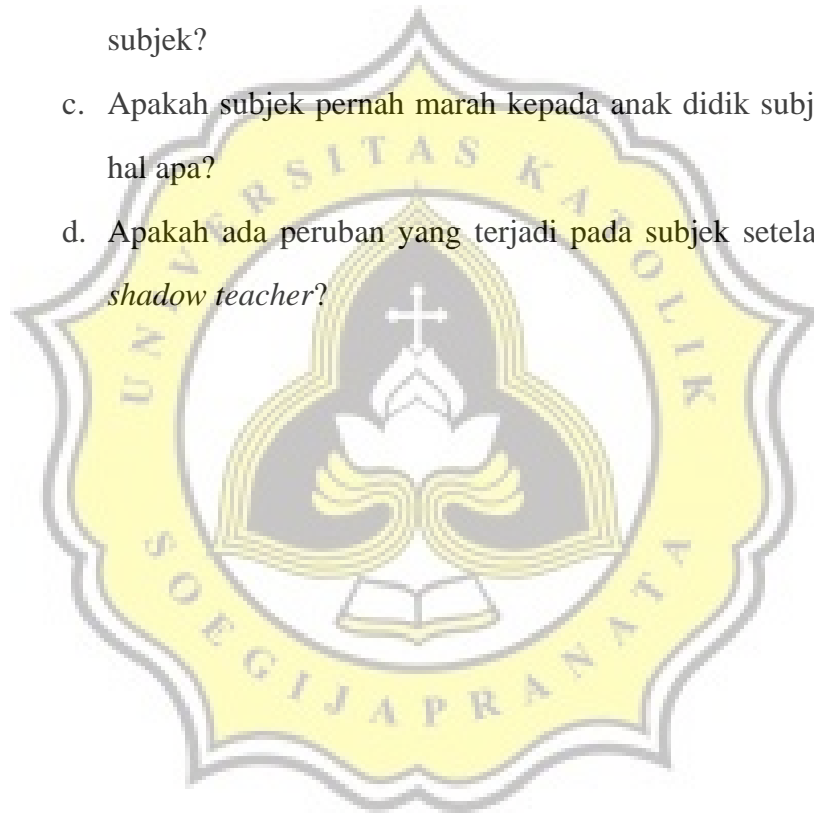 subjek?
c. Apakah subjek pernah marah kepada anak didik subj
hal apa?
d. Apakah ada peruban yang terjadi pada subjek setela
shadow teacher?
UNIVERSITAS KATOLIK
SOEGIJAPRANATA